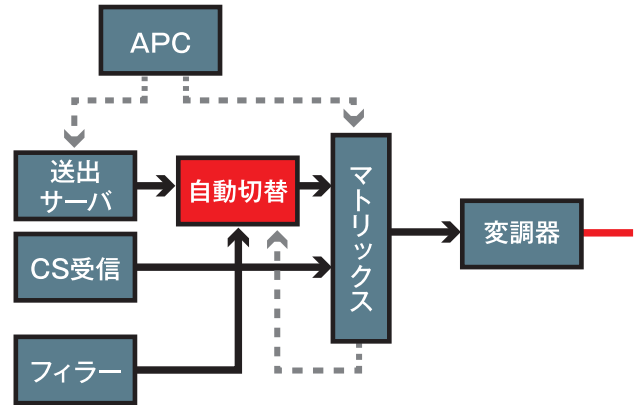 APC
送出
サーバ
自動切替
マトリックス
変調器
CS受信
フィラー